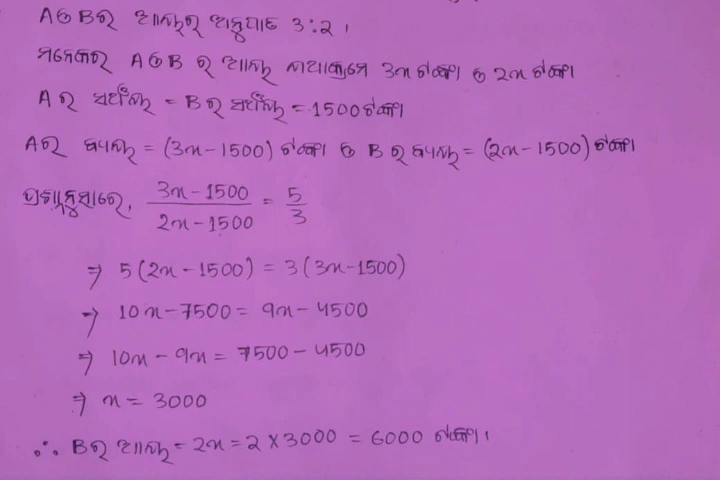 A ଓ Bର ଆୟର ଅନୁପାତ 3:2 ।
ମନେକର A ଓ B ର ଆୟ ଯଥାକ୍ରମେ 3x ଟଙ୍କା ଓ 2x ଟଙ୍କା
A ର ସଞ୍ଚୟ = B ର ସଞ୍ଚୟ = 1500 ଟଙ୍କା
A ର ବ୍ୟୟ = (3x - 1500) ଟଙ୍କା ଓ B ର ବ୍ୟୟ = (2x - 1500) ଟଙ୍କା
ପ୍ରଶ୍ନାନୁସାରେ, 3x - 1500 / 2x - 1500 = 5/3
⇒ 5(2x - 1500) = 3(3x - 1500)
⇒ 10x - 7500 = 9x - 4500
⇒ 10x - 9x = 7500 - 4500
⇒ x = 3000
∴ Bର ଆୟ = 2x = 2 × 3000 = 6000 ଟଙ୍କା ।